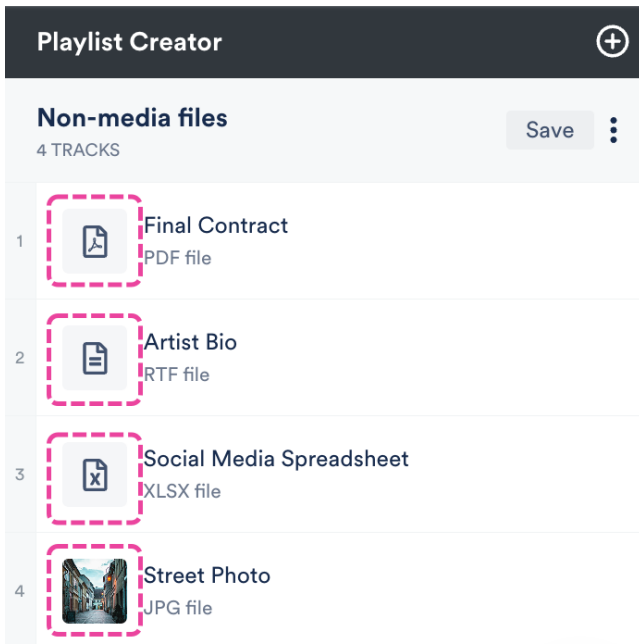 Playlist Creator
Non-media files
Save
4 TRACKS
1
Final Contract
PDF file
2
Artist Bio
RTF file
3
Social Media Spreadsheet
XLSX file
4
Street Photo
JPG file